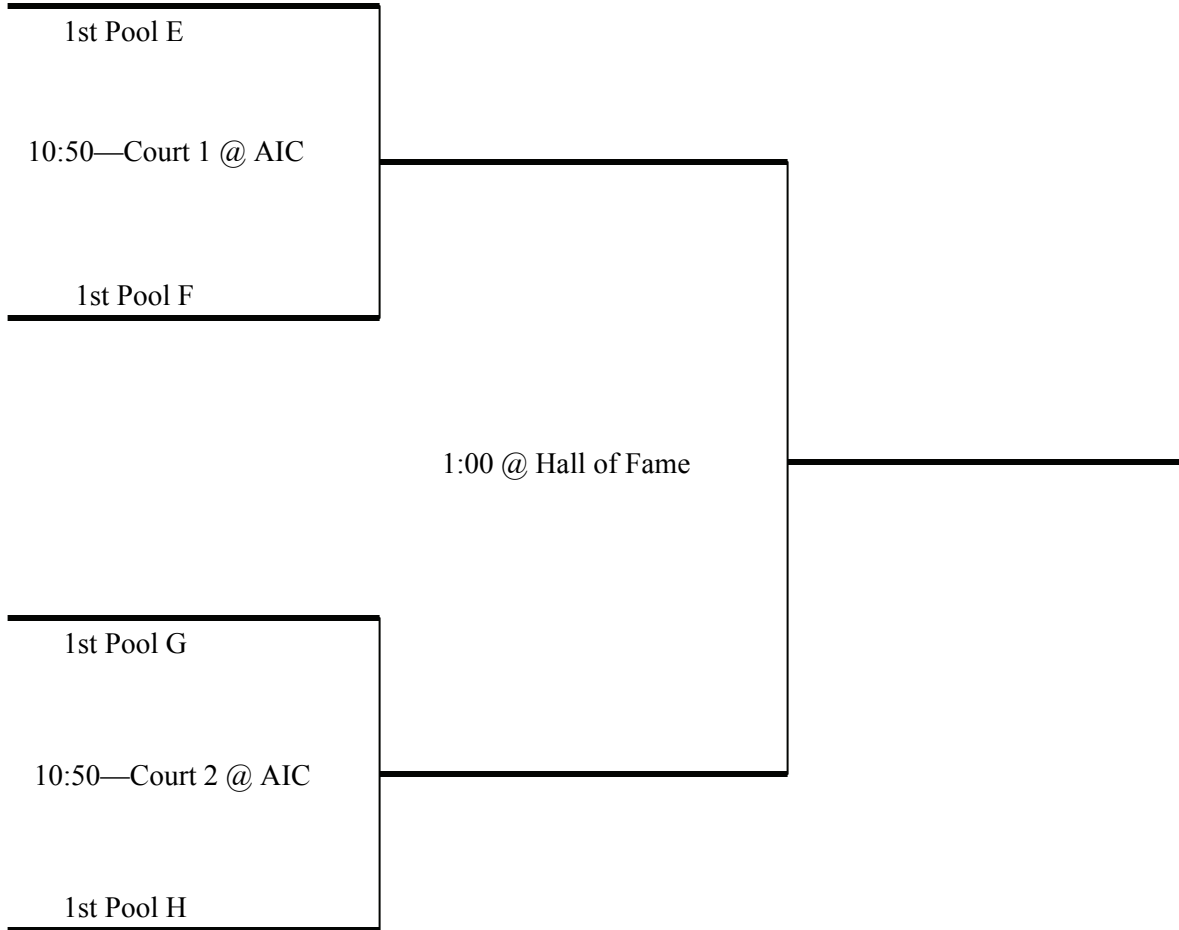 1st Pool E
10:50—Court 1 @ AIC
1st Pool F
1:00 @ Hall of Fame
1st Pool G
10:50—Court 2 @ AIC
1st Pool H